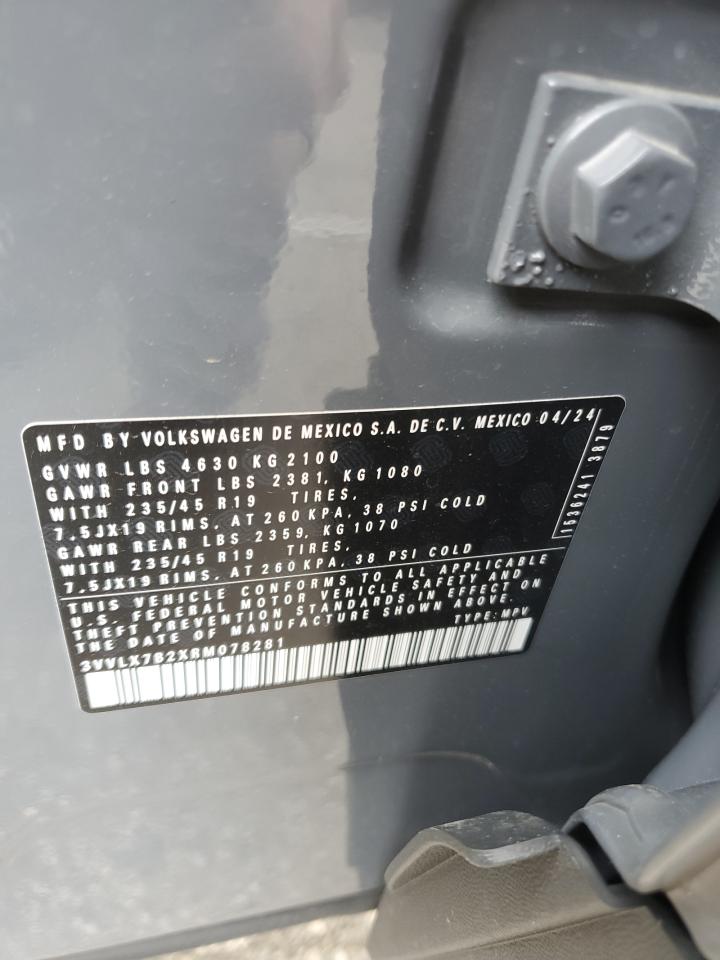 MFD BY VOLKSWAGEN DE MEXICO S.A. DE C.V. MEXICO 04/24
GVWR LBS 4630 KG 2100
GAWR FRONT LBS 2381, KG 1080
WITH 235/45 R19 TIRES,
7.5JX19 RIMS, AT 260 KPA, 38 PSI COLD
GAWR REAR LBS 2359, KG 1070
WITH 235/45 R19 TIRES,
7.5JX19 RIMS, AT 260 KPA, 38 PSI COLD
THIS VEHICLE CONFORMS TO ALL APPLICABLE
U.S. FEDERAL MOTOR VEHICLE SAFETY AND
THEFT PREVENTION STANDARDS IN EFFECT ON
THE DATE OF MANUFACTURE SHOWN ABOVE.
3VVLX7B2XRM078281 TYPE: MPV
1536241 3879